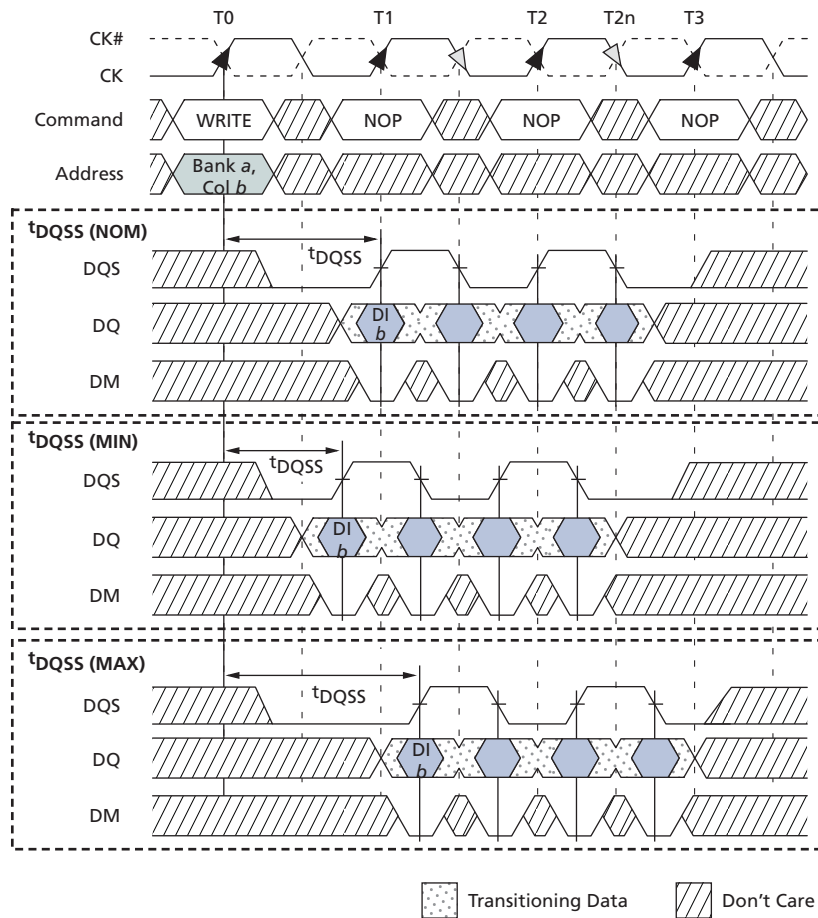 T0 T1 T2 T2n T3
CK#
CK
Command WRITE NOP NOP NOP
Address Bank a, Col b
tDQSS (NOM)
tDQSS
DQS
DQ DI b
DM
tDQSS (MIN)
tDQSS
DQS
DQ DI b
DM
tDQSS (MAX)
tDQSS
DQS
DQ DI b
DM
Transitioning Data Don't Care